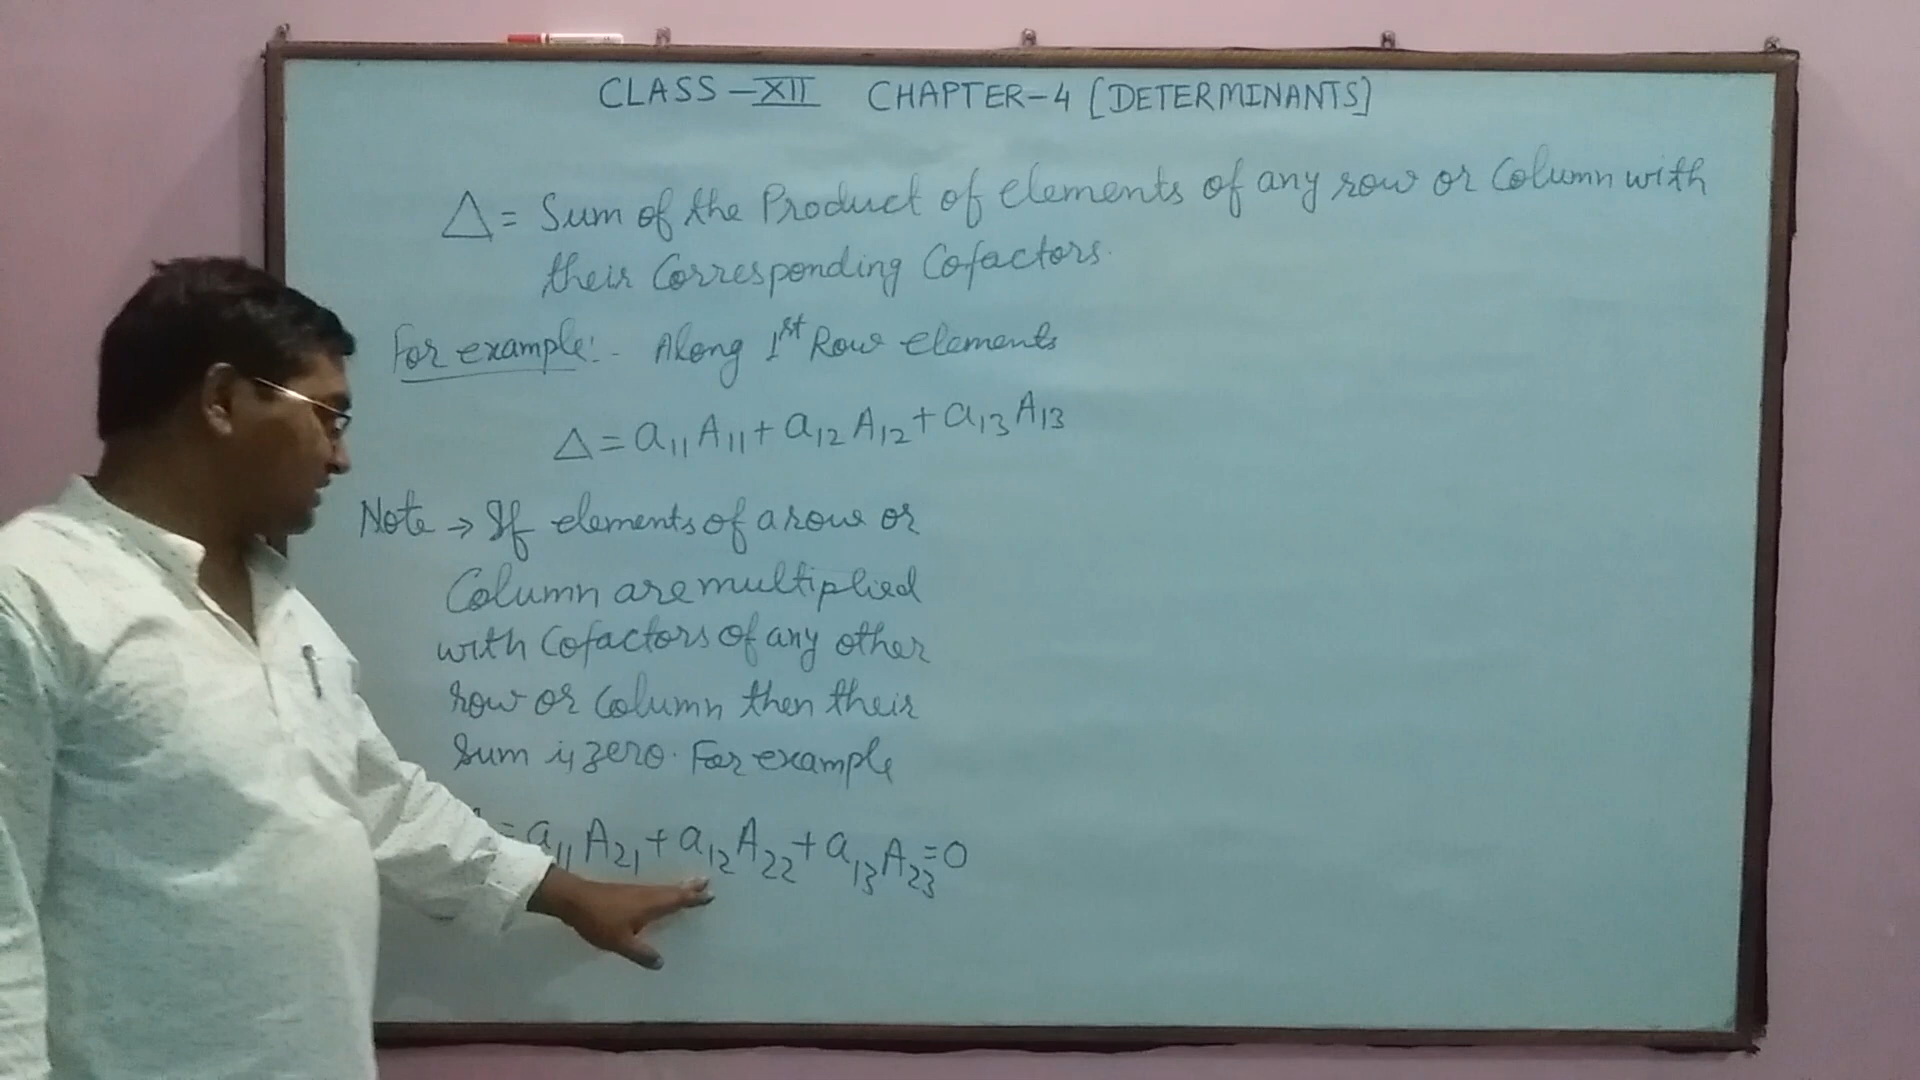 CLASS-XII CHAPTER-4 [DETERMINANTS]
Δ = Sum of the Product of elements of any row or Column with
their Corresponding Cofactors.
For example:- Along 1st Row elements
Δ = a11 A11 + a12 A12 + a13 A13
Note → If elements of a row or
Column are multiplied
with Cofactors of any other
row or Column then their
Sum is zero. For example
= a11 A21 + a12 A22 + a13 A23 = 0